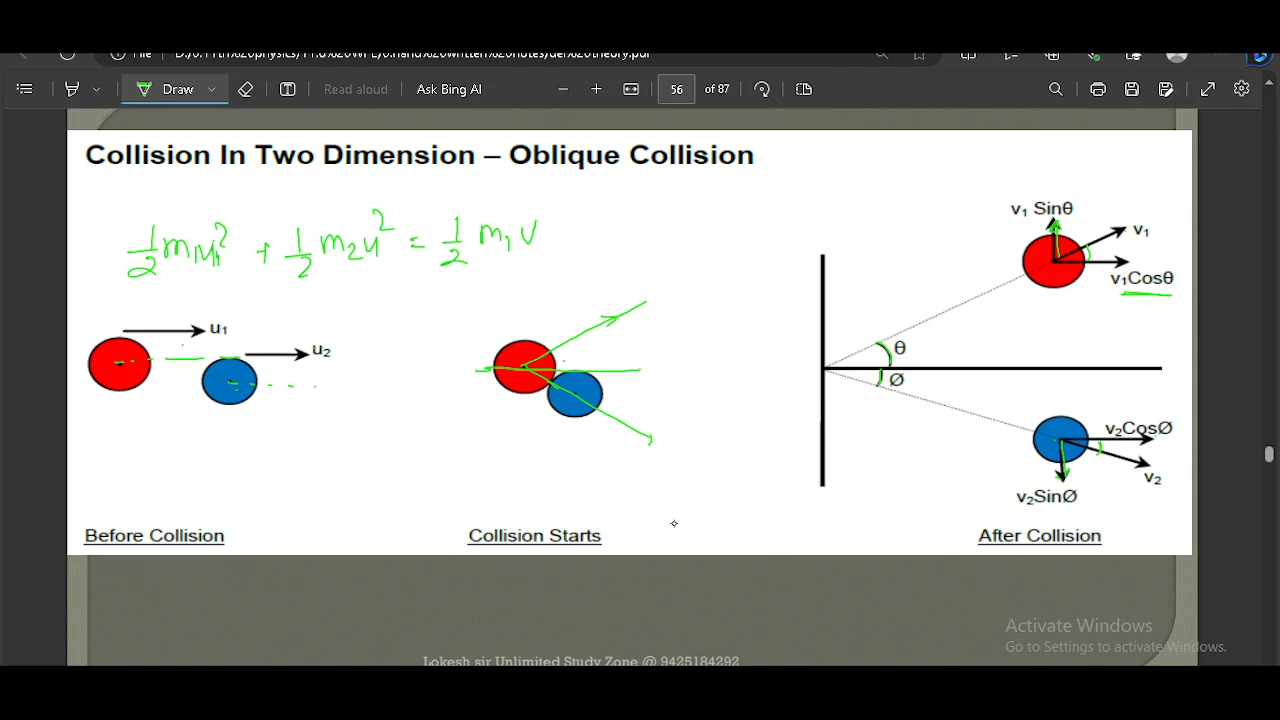 Draw
Read aloud
Ask Bing AI
56 of 87
Collision In Two Dimension – Oblique Collision
½ m₁u₁² + ½ m₂u² = ½ m₁ v
v₁ Sinθ
v₁
v₁Cosθ
u₁
u₂
θ
Ø
v₂CosØ
v₂
v₂SinØ
Before Collision
Collision Starts
After Collision
Activate Windows
Go to Settings to activate Windows.
Lokesh sir Unlimited Study Zone @ 9425184292